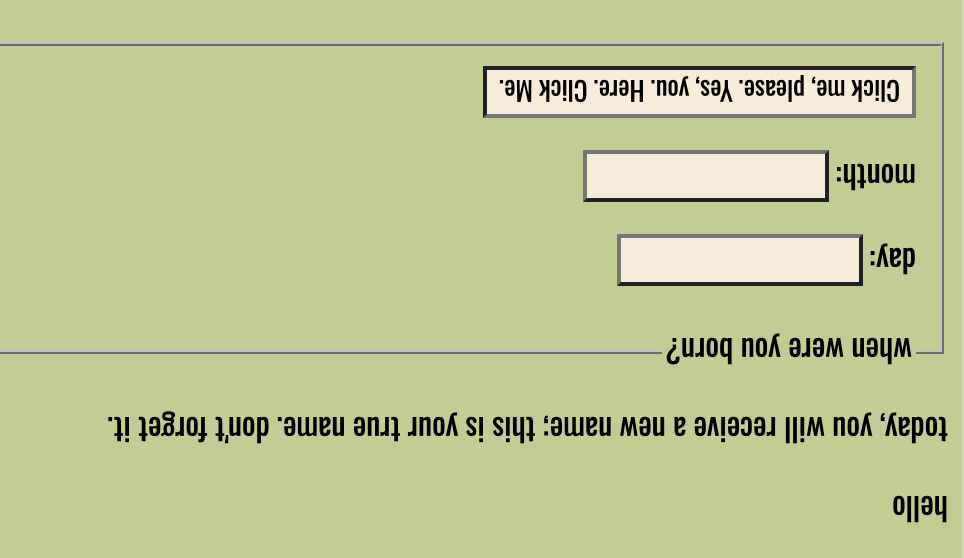 hello
today, you will receive a new name; this is your true name. don't forget it.
when were you born?
day:
month:
Click me, please. Yes, you. Here. Click Me.